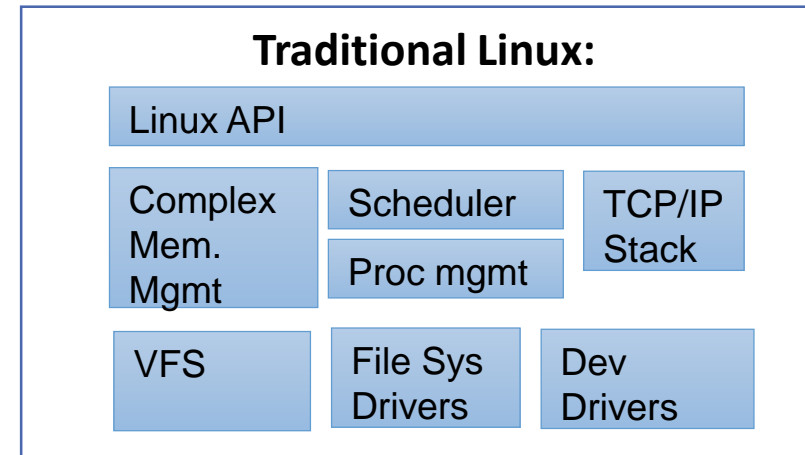 Traditional Linux:
Linux API
Complex
Mem.
Mgmt
Scheduler
Proc mgmt
TCP/IP
Stack
VFS
File Sys
Drivers
Dev
Drivers